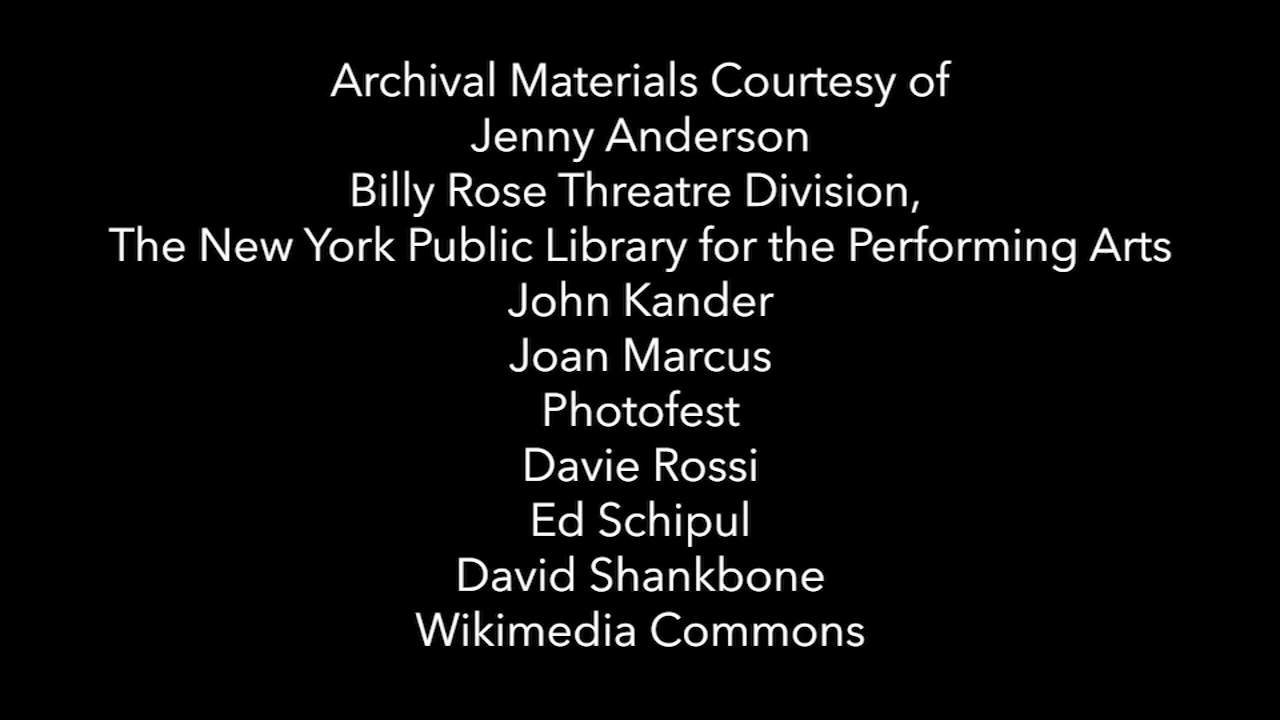 Archival Materials Courtesy of
Jenny Anderson
Billy Rose Threatre Division,
The New York Public Library for the Performing Arts
John Kander
Joan Marcus
Photofest
Davie Rossi
Ed Schipul
David Shankbone
Wikimedia Commons